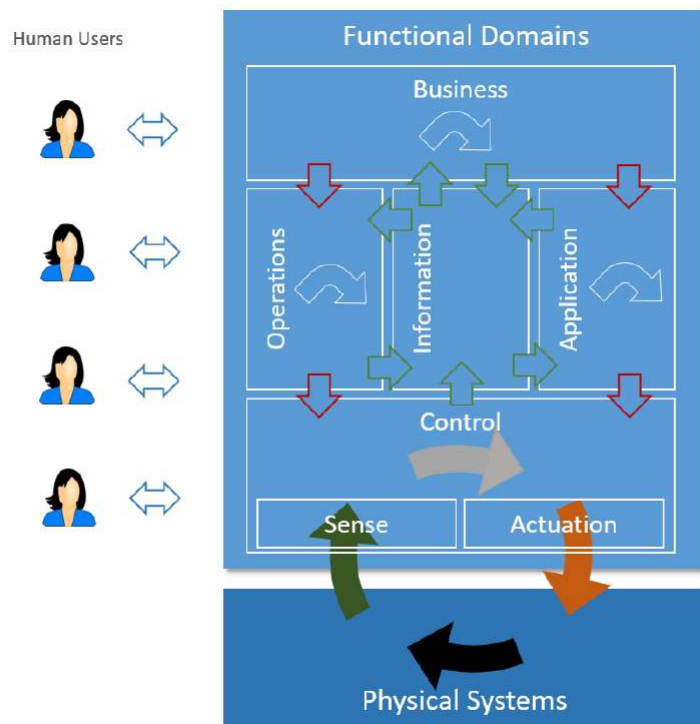 Human Users
Functional Domains
Business
Operations
Information
Application
Control
Sense
Actuation
Physical Systems